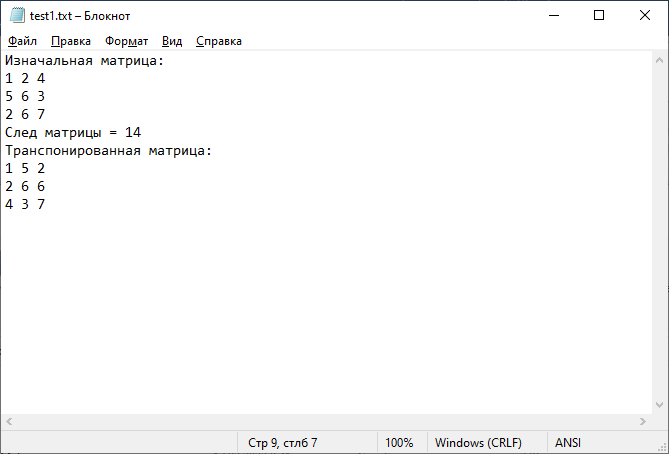 test1.txt – Блокнот
Файл Правка Формат Вид Справка
Изначальная матрица:
1 2 4
5 6 3
2 6 7
След матрицы = 14
Транспонированная матрица:
1 5 2
2 6 6
4 3 7
Стр 9, стлб 7 100% Windows (CRLF) ANSI